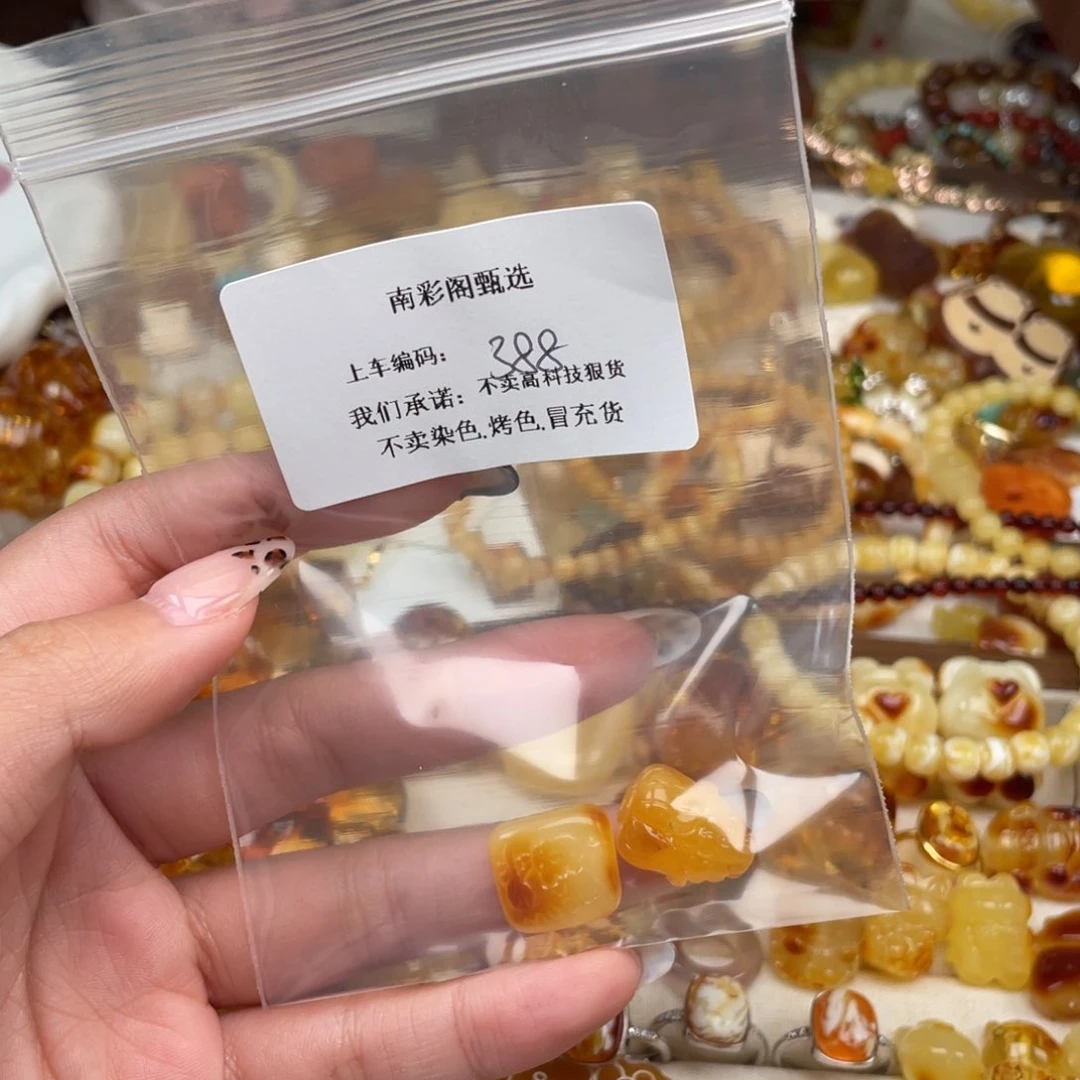 南彩阁甄选
上车编码：388
我们承诺：不卖高科技狠货
不卖染色.烤色.冒充货